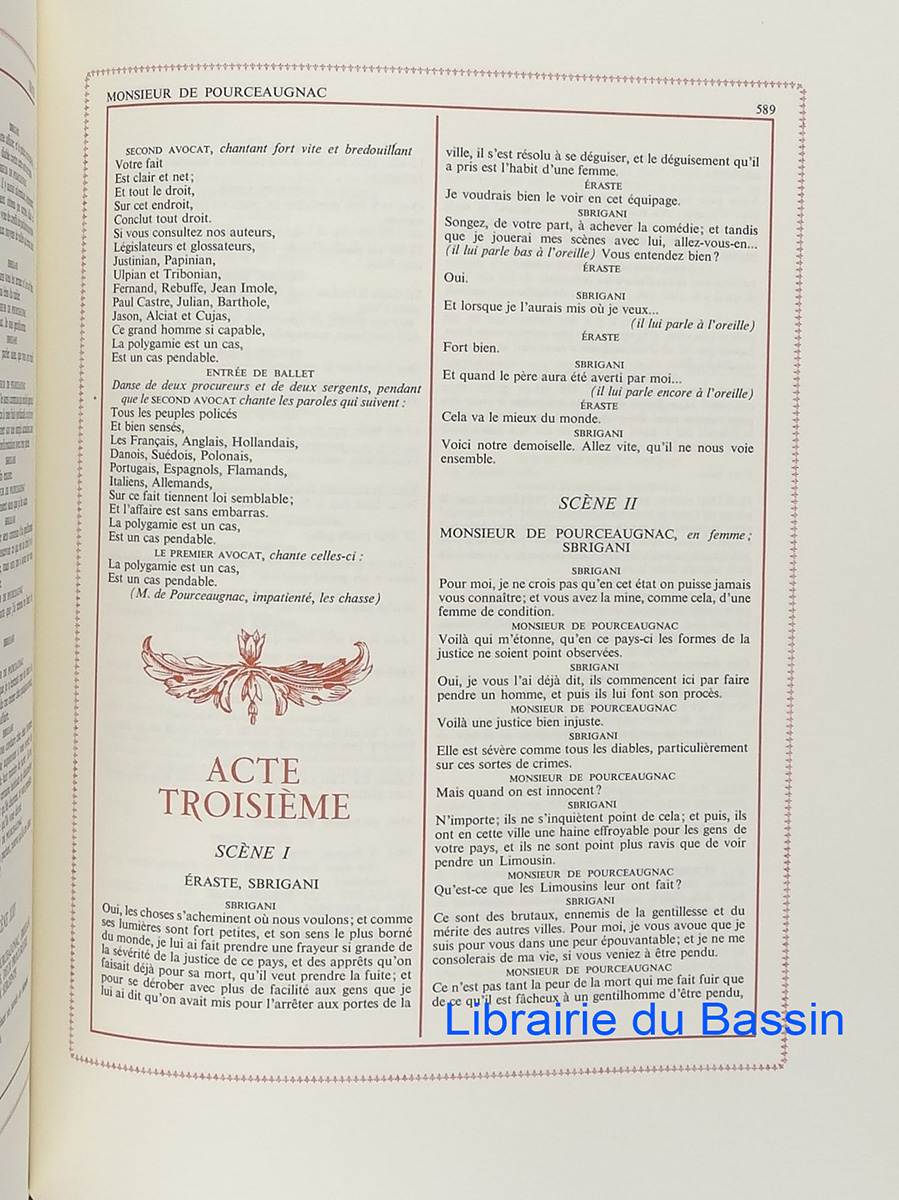 MONSIEUR DE POURCEAUGNAC
589
SECOND AVOCAT, chantant fort vite et bredouillant
Votre fait
Est clair et net;
Et tout le droit,
Sur cet endroit,
Conclut tout droit.
Si vous consultez nos auteurs,
Législateurs et glossateurs,
Justinian, Papinian,
Ulpian et Tribonian,
Fernand, Rebuffe, Jean Imole,
Paul Castre, Julian, Barthole,
Jason, Alciat et Cujas,
Ce grand homme si capable,
La polygamie est un cas,
Est un cas pendable.
ENTRÉE DE BALLET
Danse de deux procureurs et de deux sergents, pendant
que le SECOND AVOCAT chante les paroles qui suivent :
Tous les peuples policés
Et bien sensés,
Les Français, Anglais, Hollandais,
Danois, Suédois, Polonais,
Portugais, Espagnols, Flamands,
Italiens, Allemands,
Sur ce fait tiennent loi semblable;
Et l'affaire est sans embarras.
La polygamie est un cas,
Est un cas pendable.
LE PREMIER AVOCAT, chante celles-ci :
La polygamie est un cas,
Est un cas pendable.
(M. de Pourceaugnac, impatienté, les chasse)
ACTE
TROISIÈME
SCÈNE I
ÉRASTE, SBRIGANI
SBRIGANI
Oui, les choses s'acheminent où nous voulons; et comme
ses lumières sont fort petites, et son sens le plus borné
du monde, je lui ai fait prendre une frayeur si grande de
la sévérité de la justice de ce pays, et des apprêts qu'on
faisait déjà pour sa mort, qu'il veut prendre la fuite; et
pour se dérober avec plus de facilité aux gens que je
lui ai dit qu'on avait mis pour l'arrêter aux portes de la
ville, il s'est résolu à se déguiser, et le déguisement qu'il
a pris est l'habit d'une femme.
ÉRASTE
Je voudrais bien le voir en cet équipage.
SBRIGANI
Songez, de votre part, à achever la comédie; et tandis
que je jouerai mes scènes avec lui, allez-vous-en...
(il lui parle bas à l'oreille) Vous entendez bien ?
ÉRASTE
Oui.
SBRIGANI
Et lorsque je l'aurais mis où je veux...
(il lui parle à l'oreille)
ÉRASTE
Fort bien.
SBRIGANI
Et quand le père aura été averti par moi...
(il lui parle encore à l'oreille)
ÉRASTE
Cela va le mieux du monde.
SBRIGANI
Voici notre demoiselle. Allez vite, qu'il ne nous voie
ensemble.
SCÈNE II
MONSIEUR DE POURCEAUGNAC, en femme;
SBRIGANI
SBRIGANI
Pour moi, je ne crois pas qu'en cet état on puisse jamais
vous connaître; et vous avez la mine, comme cela, d'une
femme de condition.
MONSIEUR DE POURCEAUGNAC
Voilà qui m'étonne, qu'en ce pays-ci les formes de la
justice ne soient point observées.
SBRIGANI
Oui, je vous l'ai déjà dit, ils commencent ici par faire
pendre un homme, et puis ils lui font son procès.
MONSIEUR DE POURCEAUGNAC
Voilà une justice bien injuste.
SBRIGANI
Elle est sévère comme tous les diables, particulièrement
sur ces sortes de crimes.
MONSIEUR DE POURCEAUGNAC
Mais quand on est innocent ?
SBRIGANI
N'importe; ils ne s'inquiètent point de cela; et puis, ils
ont en cette ville une haine effroyable pour les gens de
votre pays, et ils ne sont point plus ravis que de voir
pendre un Limousin.
MONSIEUR DE POURCEAUGNAC
Qu'est-ce que les Limousins leur ont fait ?
SBRIGANI
Ce sont des brutaux, ennemis de la gentillesse et du
mérite des autres villes. Pour moi, je vous avoue que je
suis pour vous dans une peur épouvantable; et je ne me
consolerais de ma vie, si vous veniez à être pendu.
MONSIEUR DE POURCEAUGNAC
Ce n'est pas tant la peur de la mort qui me fait fuir que
de ce qu'il est fâcheux à un gentilhomme d'être pendu,
Librairie du Bassin